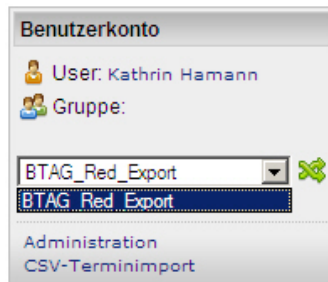 Benutzerkonto
User: Kathrin Hamann
Gruppe:
BTAG_Red_Export
BTAG_Red_Export
Administration
CSV-Terminimport